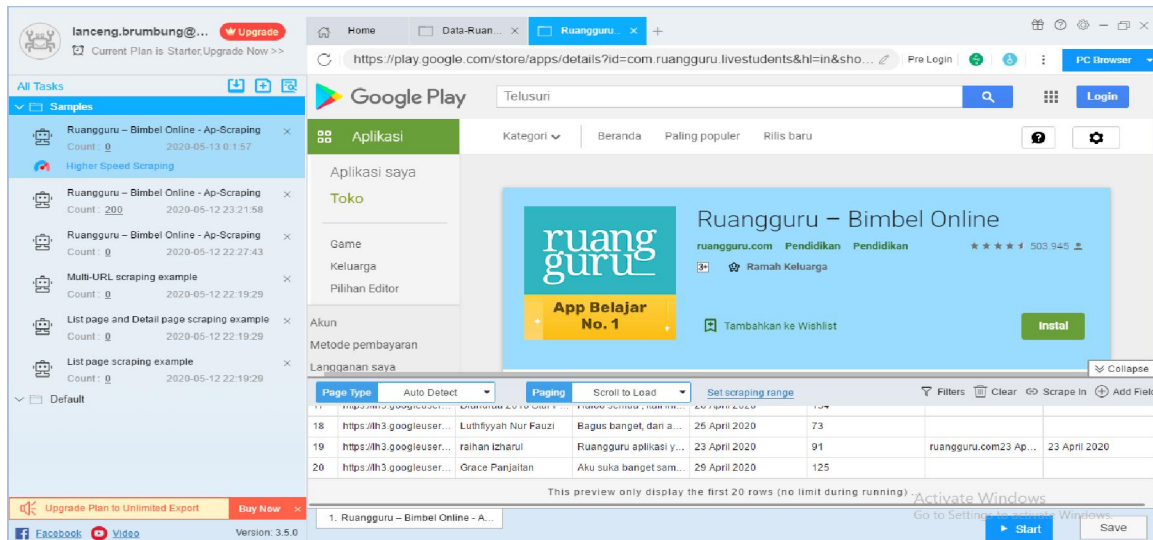 lanceng.brumbung@... Upgrade
Current Plan is Starter,Upgrade Now >>
All Tasks
Samples
Ruangguru – Bimbel Online - Ap-Scraping
Count : 0 2020-05-13 0:1:57
Higher Speed Scraping
Ruangguru – Bimbel Online - Ap-Scraping
Count : 200 2020-05-12 23:21:58
Ruangguru – Bimbel Online - Ap-Scraping
Count : 0 2020-05-12 22:27:43
Multi-URL scraping example
Count : 0 2020-05-12 22:19:29
List page and Detail page scraping example
Count : 0 2020-05-12 22:19:29
List page scraping example
Count : 0 2020-05-12 22:19:29
Default
Upgrade Plan to Unlimited Export Buy Now
Facebook Video Version: 3.5.0
Home Data-Ruan... Ruangguru...
https://play.google.com/store/apps/details?id=com.ruangguru.livestudents&hl=in&sho... Pre Login PC Browser
Google Play Telusuri Login
Aplikasi Kategori Beranda Paling populer Rilis baru
Aplikasi saya
Toko
Game
Keluarga
Pilihan Editor
Akun
Metode pembayaran
Langganan saya
ruang
guru
App Belajar
No. 1
Ruangguru – Bimbel Online
ruangguru.com Pendidikan Pendidikan 503.945
3+ Ramah Keluarga
Tambahkan ke Wishlist Instal
Collapse
Page Type Auto Detect Paging Scroll to Load Set scraping range Filters Clear Scrape In Add Field
18 https://lh3.googleuser... Luthfiyyah Nur Fauzi Bagus banget, dari a... 25 April 2020 73
19 https://lh3.googleuser... raihan izharul Ruangguru aplikasi y... 23 April 2020 91 ruangguru.com23 Ap... 23 April 2020
20 https://lh3.googleuser... Grace Panjaitan Aku suka banget sam... 29 April 2020 125
This preview only display the first 20 rows (no limit during running)
Activate Windows
Go to Settings to activate Windows.
1. Ruangguru – Bimbel Online - A...
Start Save